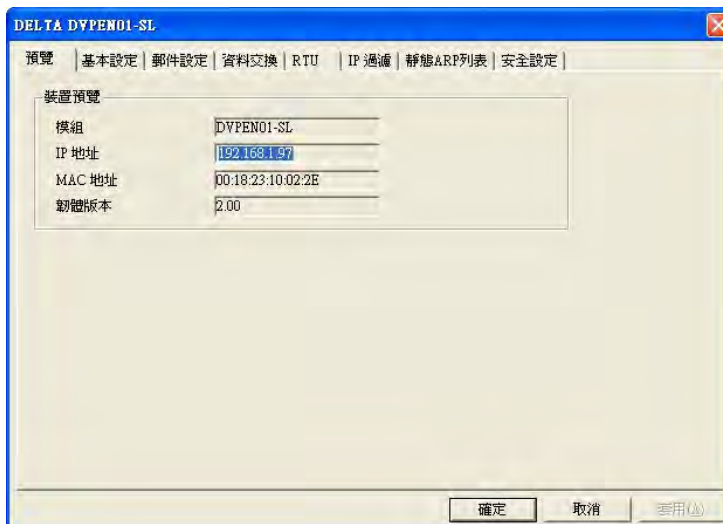 DELTA DVPEN01-SL
預覽 基本設定 郵件設定 資料交換 RTU IP 過濾 靜態ARP列表 安全設定
裝置預覽
模組 DVPEN01-SL
IP 地址 192.168.1.97
MAC 地址 00:18:23:10:02:2E
韌體版本 2.00
確定 取消 套用(A)